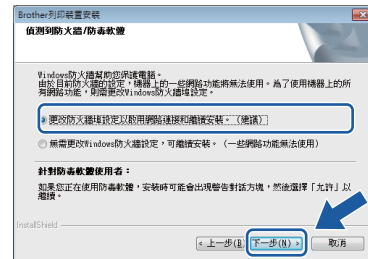 Brother列印裝置安裝
偵測到防火牆/防毒軟體
Windows防火牆幫助您保護電腦。
由於目前防火牆的設定，機器上的一些網路功能將無法使用。為了使用機器上的所
有網路功能，則需更改Windows防火牆埠設定。
更改防火牆埠設定以啟用網路連接和繼續安裝。（建議）
無需更改Windows防火牆設定，可繼續安裝。（一些網路功能無法使用）
針對防毒軟體使用者：
如果您正在使用防毒軟體，安裝時可能會出現警告對話方塊，然後選擇「允許」以
繼續。
InstallShield
< 上一步(B) 下一步(N) > 取消